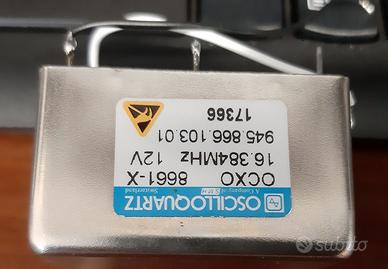 OSCILLOQUARTZ
A Company of SMH Switzerland
OCXO 8661-X
16.384MHz 12V
945.866.103.01
17366
subito